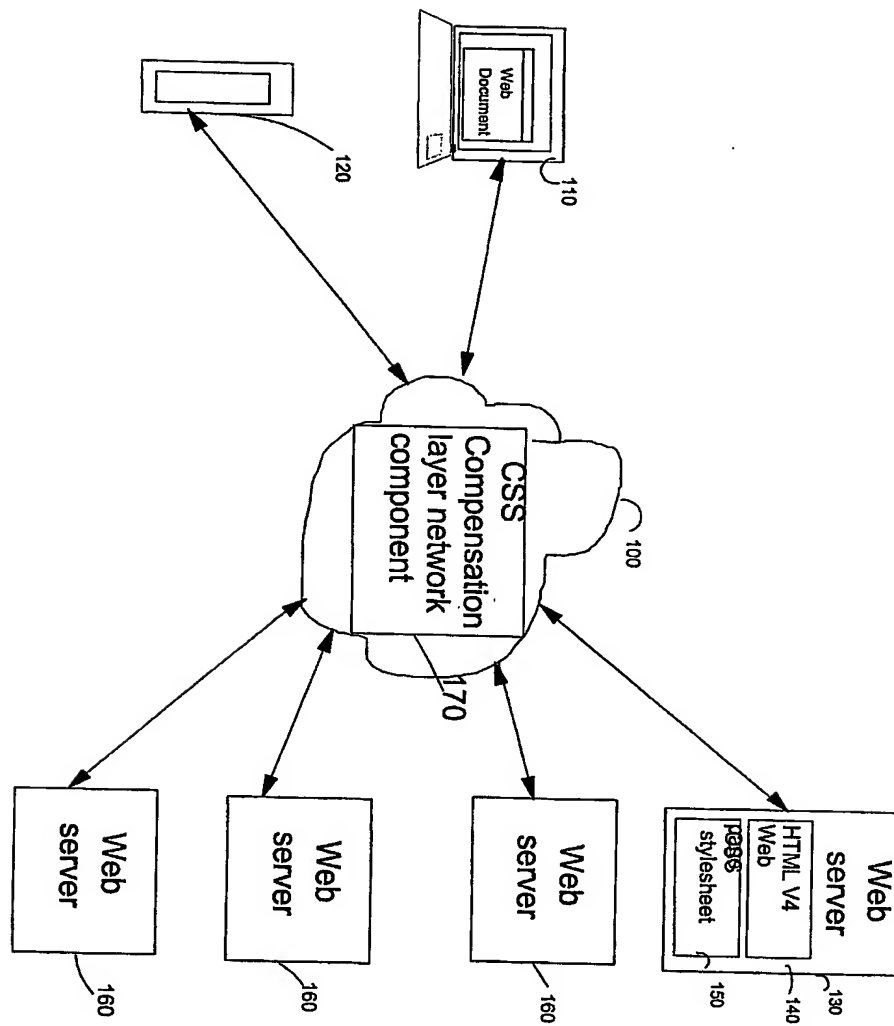 Web
server
HTML V4
Web
stylesheet
130
140
150
Web
server
160
Web
server
160
Web
server
160
100
CSS
Compensation
layer network
component
170
Web
Document
110
120